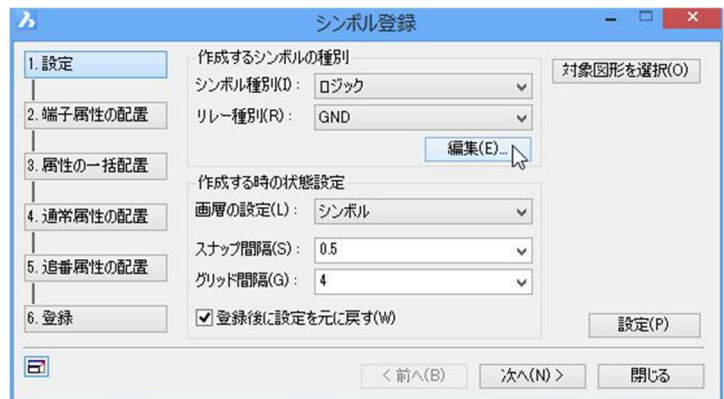 シンボル登録
1. 設定
2. 端子属性の配置
3. 属性の一括配置
4. 通常属性の配置
5. 追番属性の配置
6. 登録
作成するシンボルの種別
シンボル種別(I): ロジック
リレー種別(R): GND
編集(E)...
作成する時の状態設定
画層の設定(L): シンボル
スナップ間隔(S): 0.5
グリッド間隔(G): 4
登録後に設定を元に戻す(W)
対象図形を選択(O)
設定(P)
< 前へ(B)
次へ(N) >
閉じる